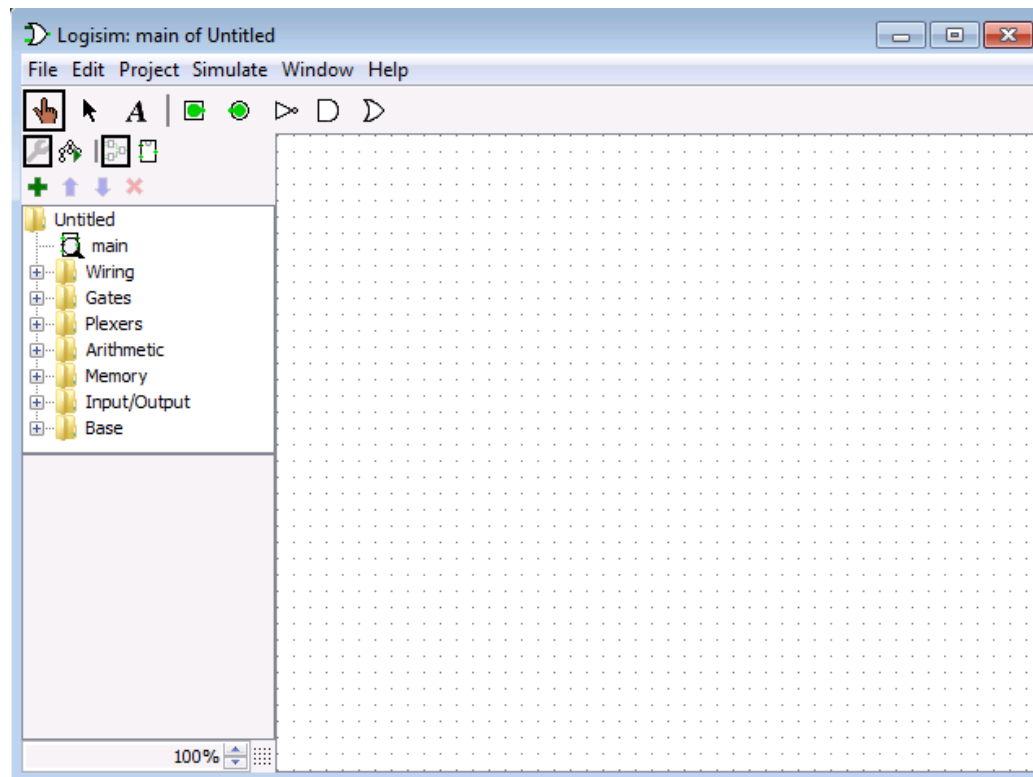 Logisim: main of Untitled
File Edit Project Simulate Window Help
A
Untitled
main
Wiring
Gates
Plexers
Arithmetic
Memory
Input/Output
Base
100%